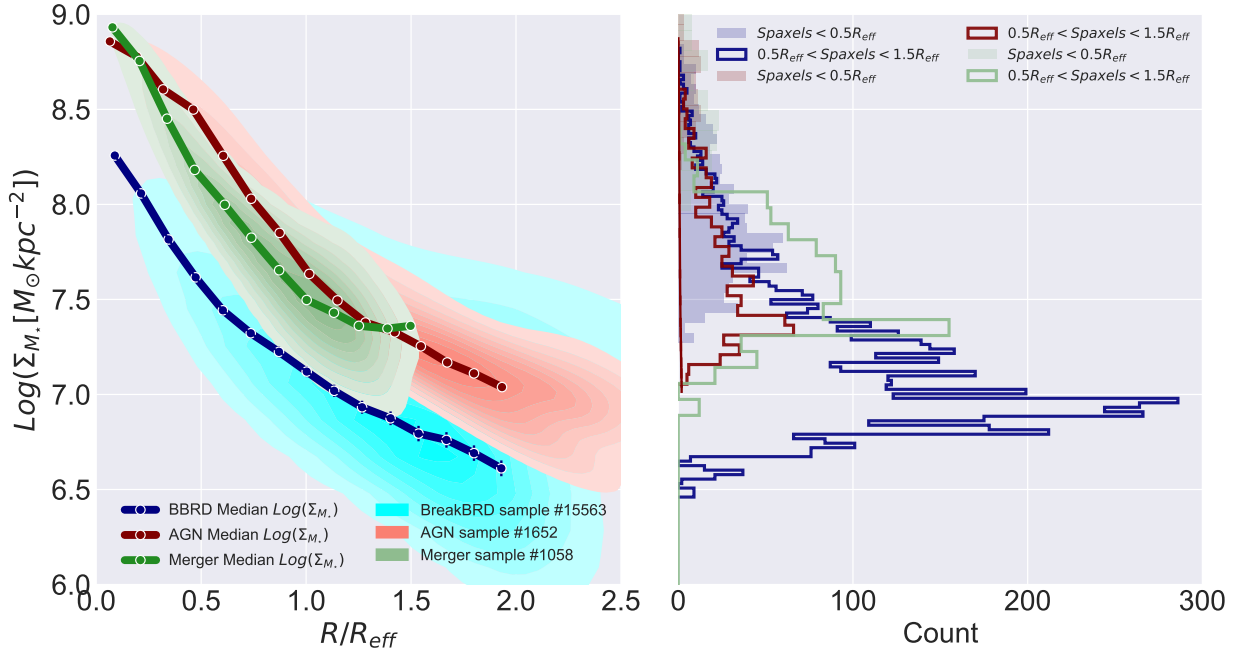 9.0
8.5
8.0
7.5
7.0
6.5
6.0
Log(Σ_{M⋆}[M_⊙kpc^{−2}])
BBRD Median Log(Σ_{M⋆})
AGN Median Log(Σ_{M⋆})
Merger Median Log(Σ_{M⋆})
BreakBRD sample #15563
AGN sample #1652
Merger sample #1058
0.0 0.5 1.0 1.5 2.0 2.5
R/R_{eff}
Spaxels < 0.5R_{eff}
0.5R_{eff} < Spaxels < 1.5R_{eff}
Spaxels < 0.5R_{eff}
0.5R_{eff} < Spaxels < 1.5R_{eff}
Spaxels < 0.5R_{eff}
0.5R_{eff} < Spaxels < 1.5R_{eff}
0 100 200 300
Count